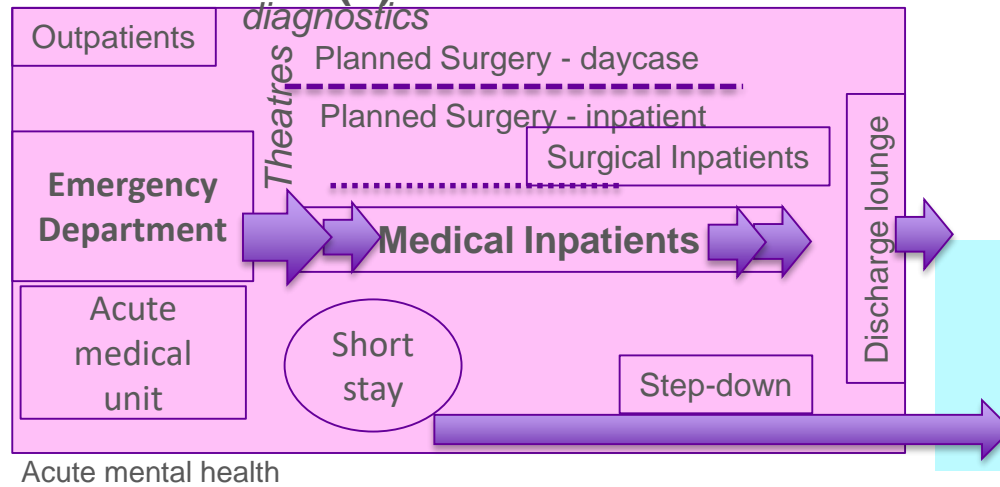 diagnostics
Outpatients
Theatres
Planned Surgery - daycase
Planned Surgery - inpatient
Surgical Inpatients
Emergency
Department
Medical Inpatients
Discharge lounge
Acute
medical
unit
Short
stay
Step-down
Acute mental health